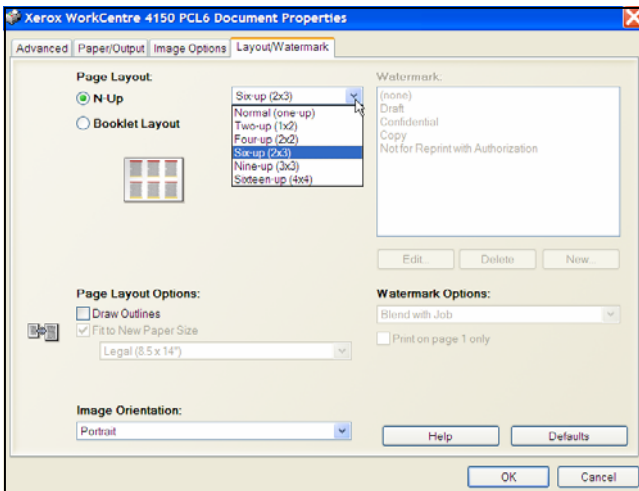 Xerox WorkCentre 4150 PCL6 Document Properties
Advanced Paper/Output Image Options Layout/Watermark
Page Layout:
N-Up
Booklet Layout
Six-up (2x3)
Normal (one-up)
Two-up (1x2)
Four-up (2x2)
Six-up (2x3)
Nine-up (3x3)
Sixteen-up (4x4)
Watermark:
(none)
Draft
Confidential
Copy
Not for Reprint with Authorization
Edit... Delete New...
Page Layout Options:
Draw Outlines
Fit to New Paper Size
Legal (8.5 x 14")
Watermark Options:
Blend with Job
Print on page 1 only
Image Orientation:
Portrait
Help Defaults
OK Cancel